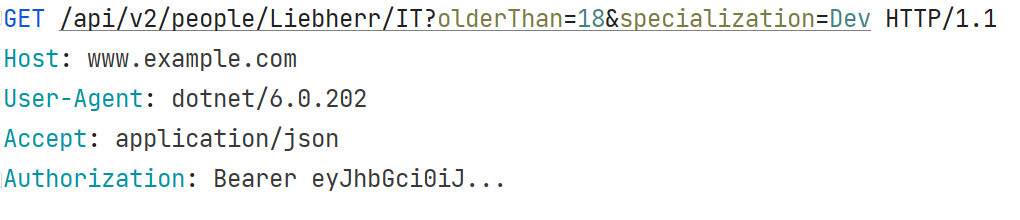 GET /api/v2/people/Liebherr/IT?olderThan=18&specialization=Dev HTTP/1.1
Host: www.example.com
User-Agent: dotnet/6.0.202
Accept: application/json
Authorization: Bearer eyJhbGci0iJ...